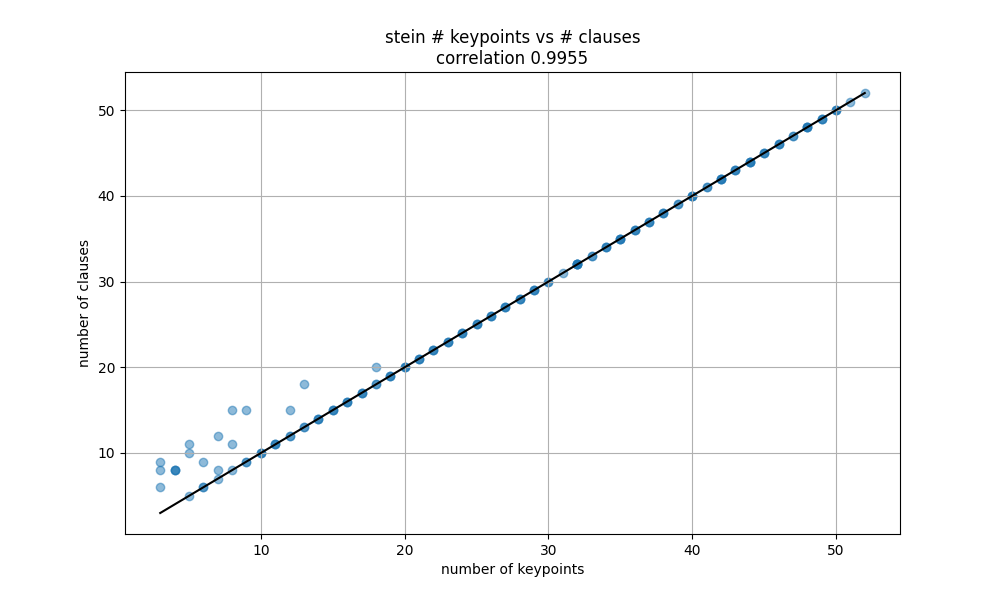 stein # keypoints vs # clauses
correlation 0.9955
number of clauses
50
40
30
20
10
10 20 30 40 50
number of keypoints